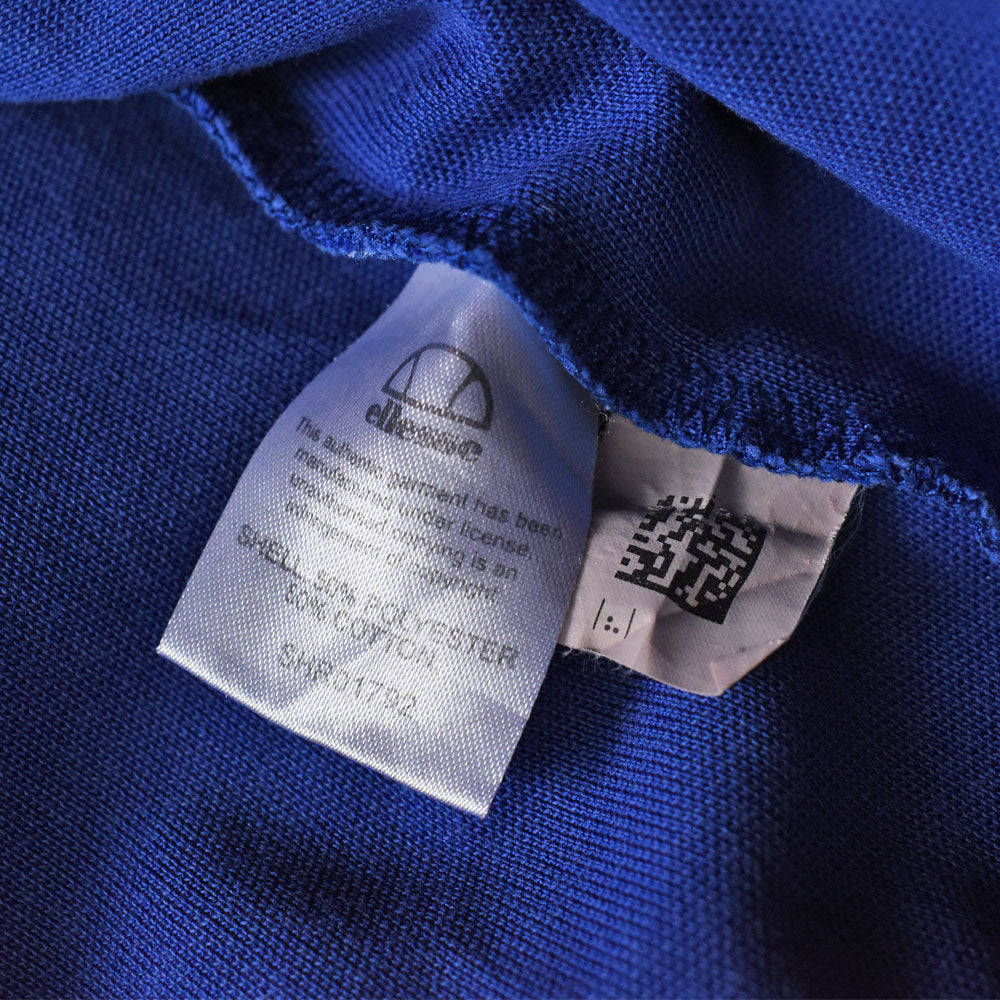 ellesse
This authentic garment has been
manufactured under license
unauthorised copying is an
infringement of copyright
SHELL 50% POLYESTER
50% COTTON
SHR01792